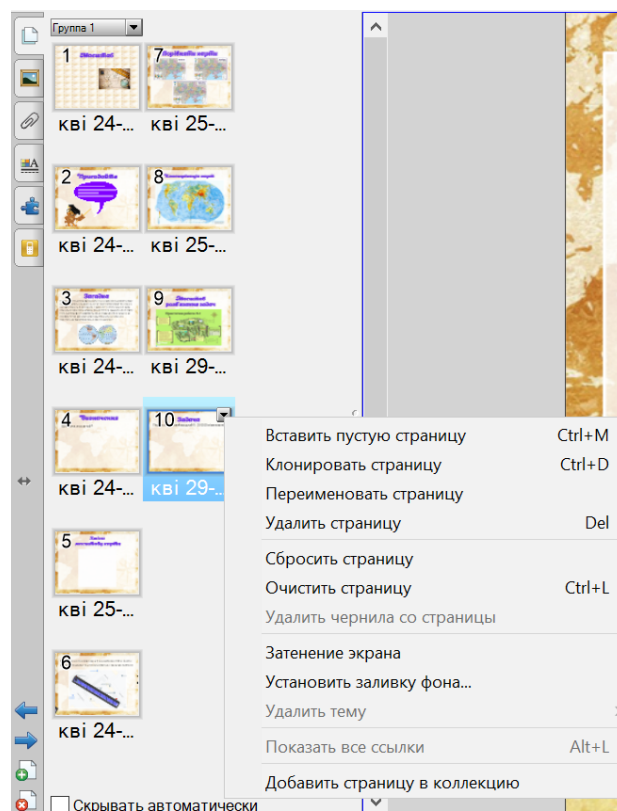 Группа 1
1
7
кві 24-...
кві 25-...
2
8
кві 24-...
кві 25-...
3 Загадка
9
кві 24-...
кві 29-...
4
10 Задача
кві 24-...
кві 29-...
5
кві 25-...
6
кві 24-...
Скрывать автоматически
Вставить пустую страницу Ctrl+M
Клонировать страницу Ctrl+D
Переименовать страницу
Удалить страницу Del
Сбросить страницу
Очистить страницу Ctrl+L
Удалить чернила со страницы
Затенение экрана
Установить заливку фона...
Удалить тему
Показать все ссылки Alt+L
Добавить страницу в коллекцию